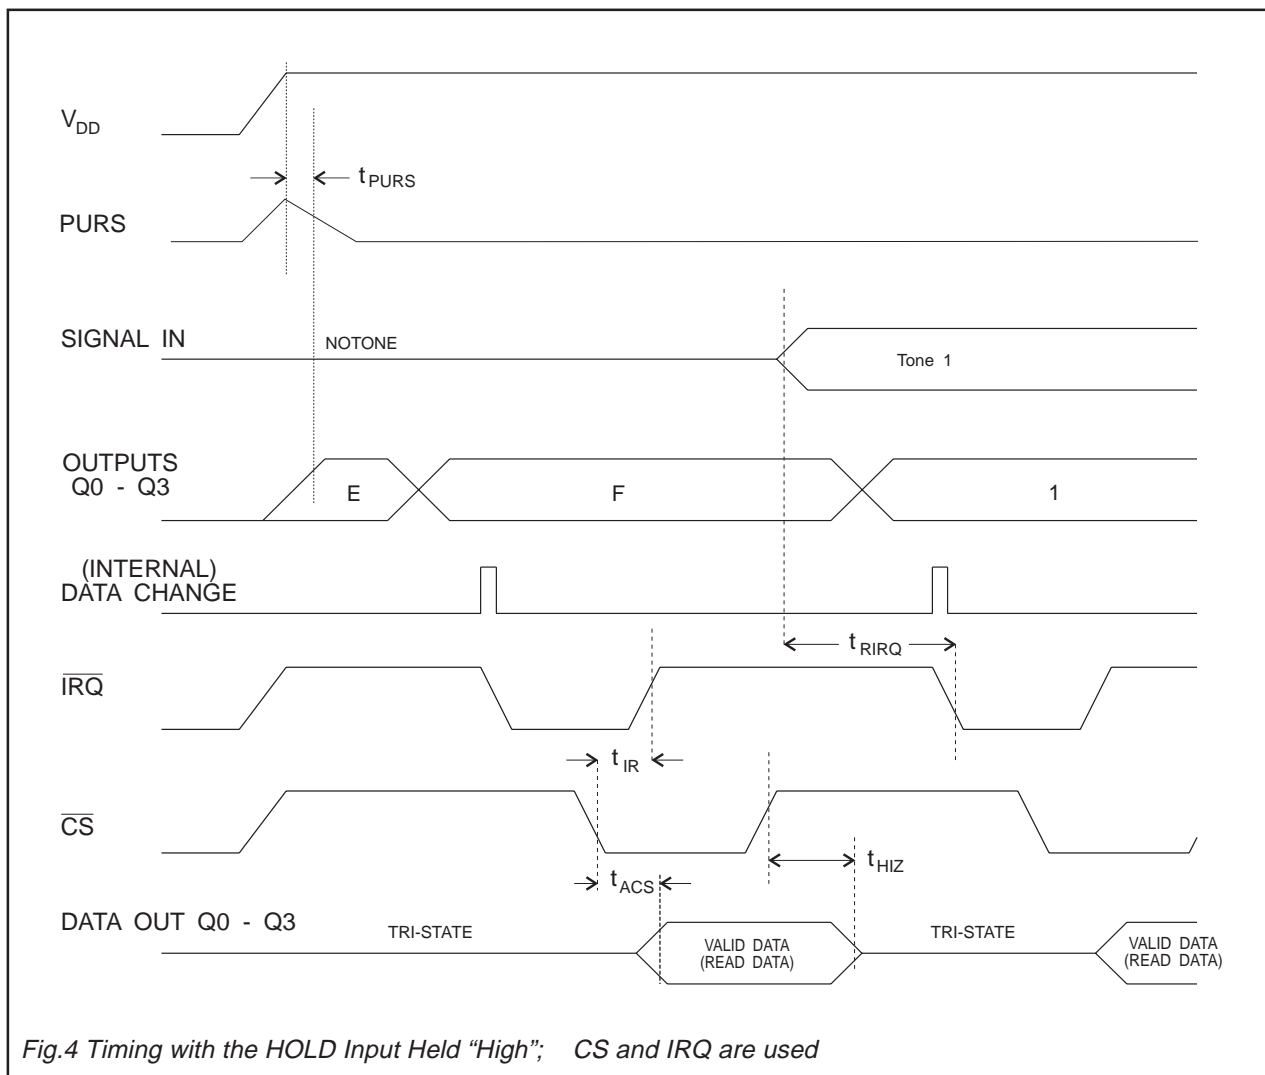 VDD
tPURS
PURS
SIGNAL IN
NOTONE
Tone 1
OUTPUTS
Q0 - Q3
E
F
1
(INTERNAL)
DATA CHANGE
tRIRQ
IRQ
tIR
CS
tHIZ
tACS
DATA OUT Q0 - Q3
TRI-STATE
VALID DATA
(READ DATA)
TRI-STATE
VALID DATA
(READ DATA)
Fig.4 Timing with the HOLD Input Held “High”; CS and IRQ are used